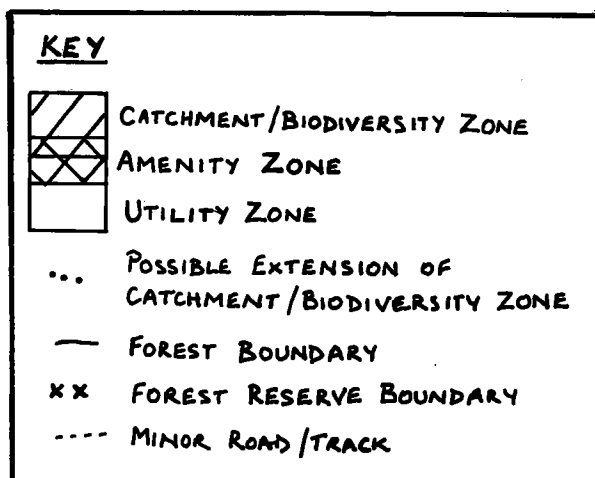 KEY
CATCHMENT/BIODIVERSITY ZONE
AMENITY ZONE
UTILITY ZONE
... POSSIBLE EXTENSION OF
CATCHMENT/BIODIVERSITY ZONE
— FOREST BOUNDARY
x x FOREST RESERVE BOUNDARY
---- MINOR ROAD/TRACK